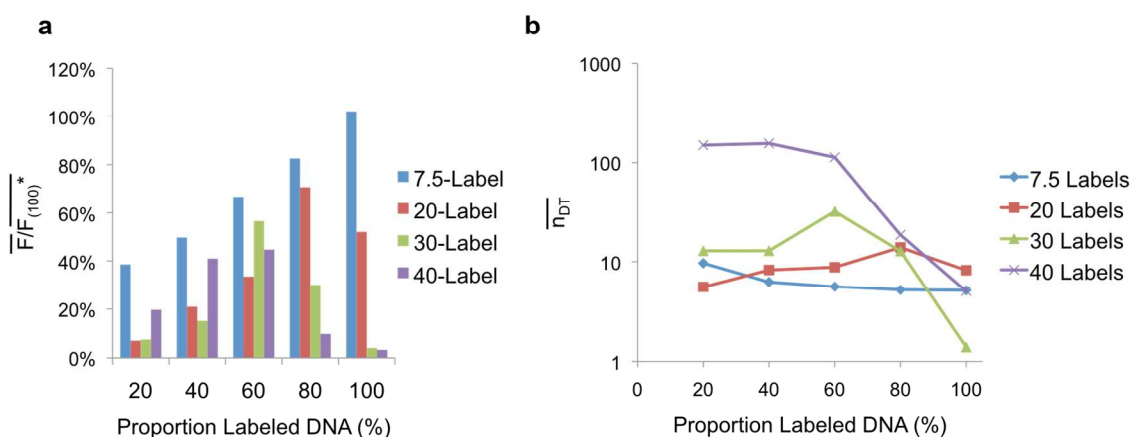 a
120%
100%
80%
60%
40%
20%
0%
F/F(100)*
20 40 60 80 100
Proportion Labeled DNA (%)
7.5-Label
20-Label
30-Label
40-Label
b
1000
100
10
1
nDT
0 20 40 60 80 100
Proportion Labeled DNA (%)
7.5 Labels
20 Labels
30 Labels
40 Labels